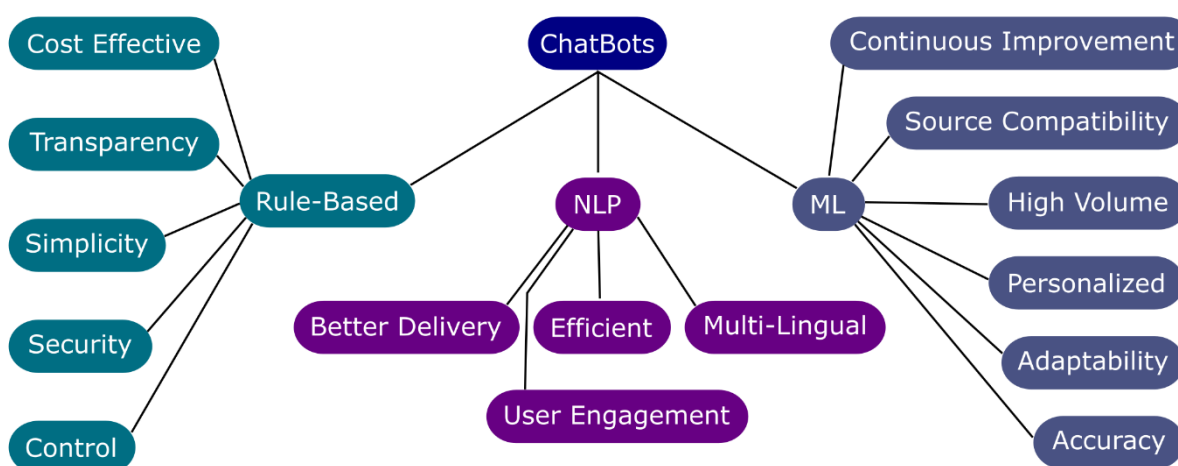 ChatBots
Rule-Based
Cost Effective
Transparency
Simplicity
Security
Control
NLP
Better Delivery
Efficient
Multi-Lingual
User Engagement
ML
Continuous Improvement
Source Compatibility
High Volume
Personalized
Adaptability
Accuracy